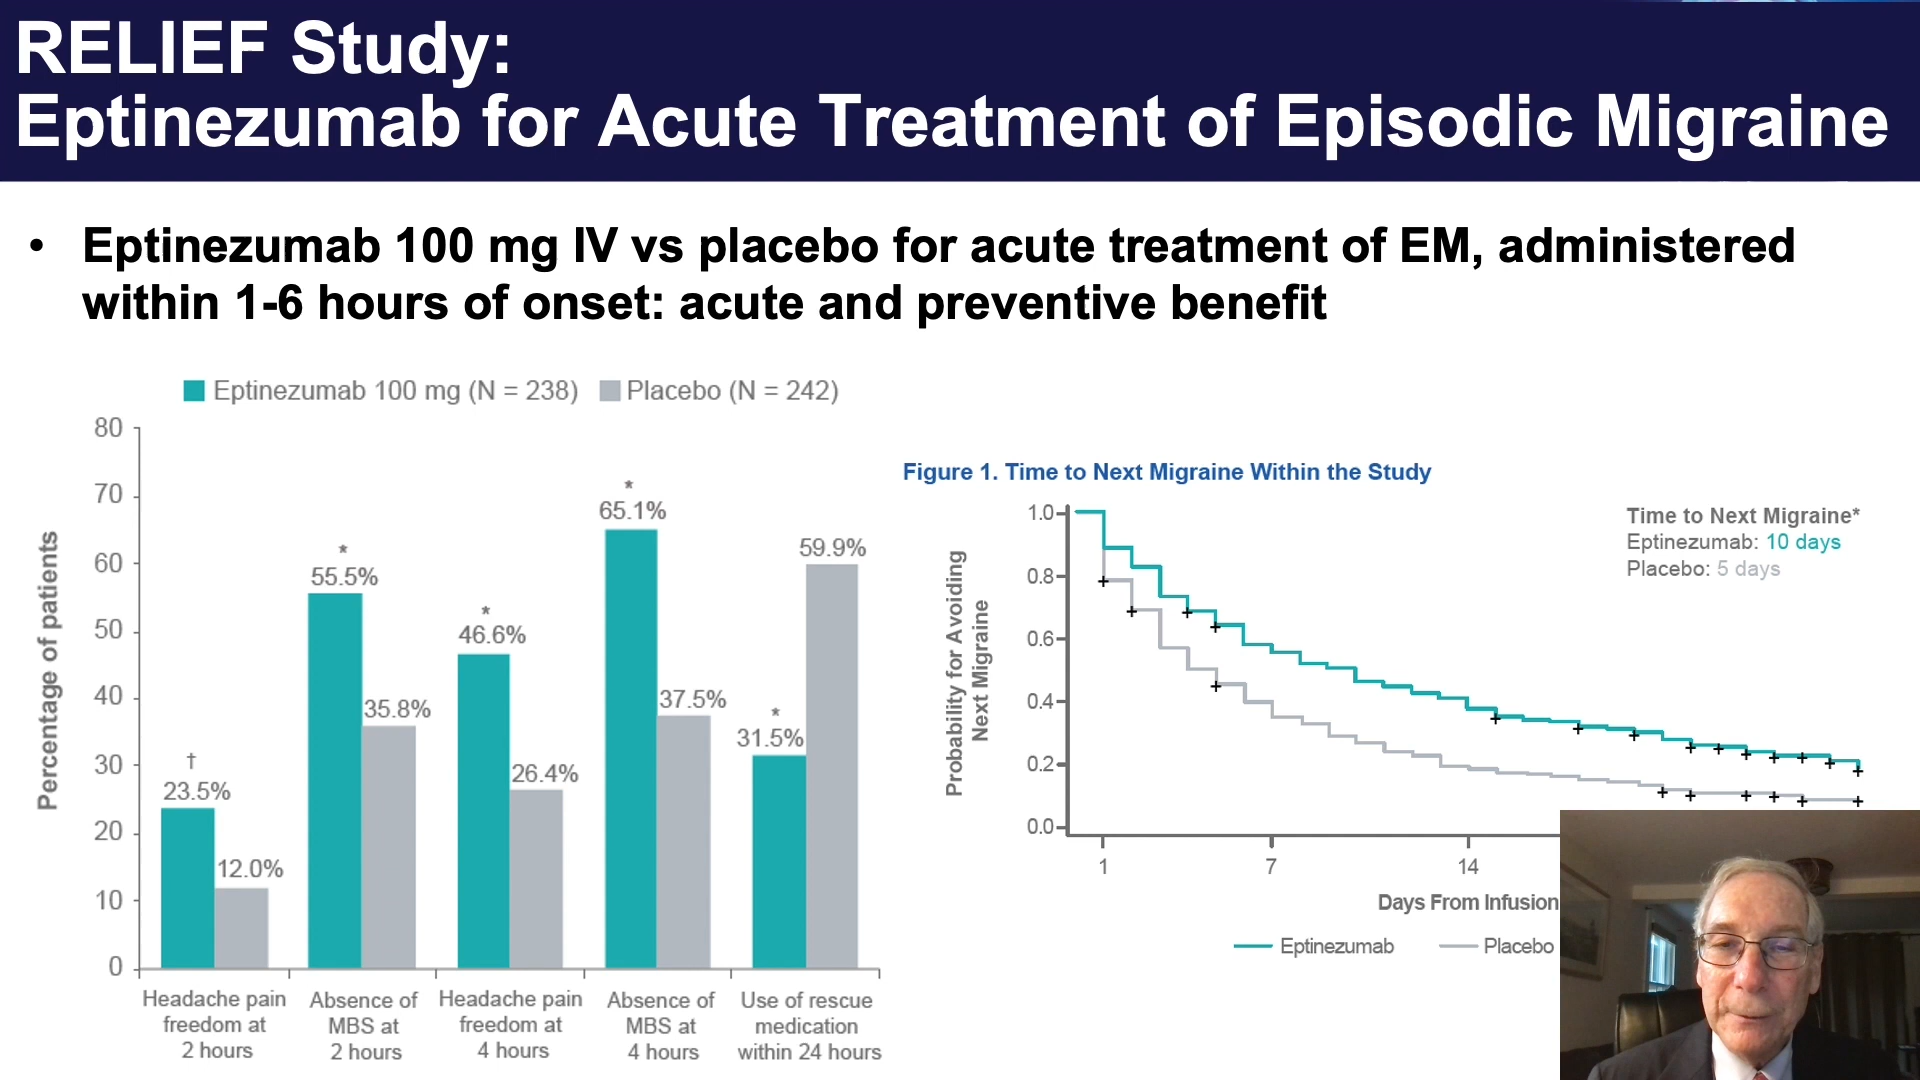 RELIEF Study:
Eptinezumab for Acute Treatment of Episodic Migraine
• Eptinezumab 100 mg IV vs placebo for acute treatment of EM, administered
within 1-6 hours of onset: acute and preventive benefit
Eptinezumab 100 mg (N = 238) Placebo (N = 242)
Percentage of patients
80
70
60
50
40
30
20
10
0
†
23.5%
12.0%
*
55.5%
35.8%
*
46.6%
26.4%
*
65.1%
37.5%
*
31.5%
59.9%
Headache pain
freedom at
2 hours
Absence of
MBS at
2 hours
Headache pain
freedom at
4 hours
Absence of
MBS at
4 hours
Use of rescue
medication
within 24 hours
Figure 1. Time to Next Migraine Within the Study
Probability for Avoiding
Next Migraine
1.0
0.8
0.6
0.4
0.2
0.0
Time to Next Migraine*
Eptinezumab: 10 days
Placebo: 5 days
1 7 14
Days From Infusion
Eptinezumab Placebo